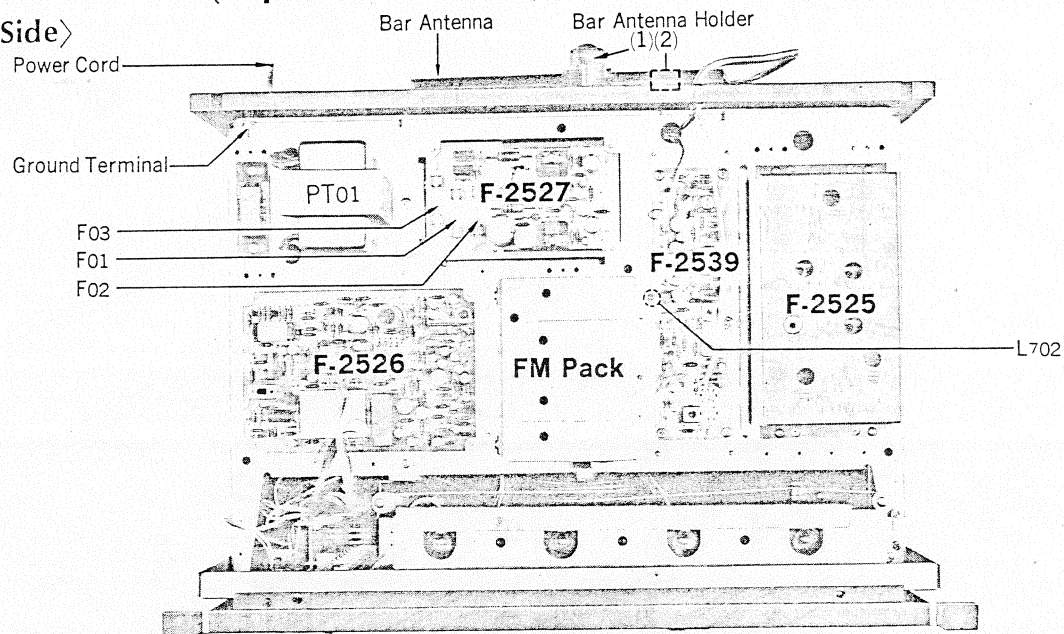 Side〉
Bar Antenna
Bar Antenna Holder
(1)(2)
Power Cord
Ground Terminal
PT01
F-2527
F03
F01
F02
F-2539
F-2525
F-2526
FM Pack
L702